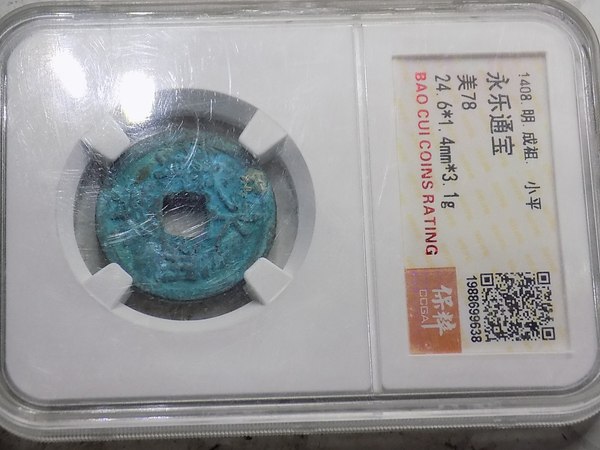 1408 明. 成祖. 小平
永乐通宝
美78
24.6*1.4mm*3.1g
BAO CUI COINS RATING
保粹
CCGA
1988699638